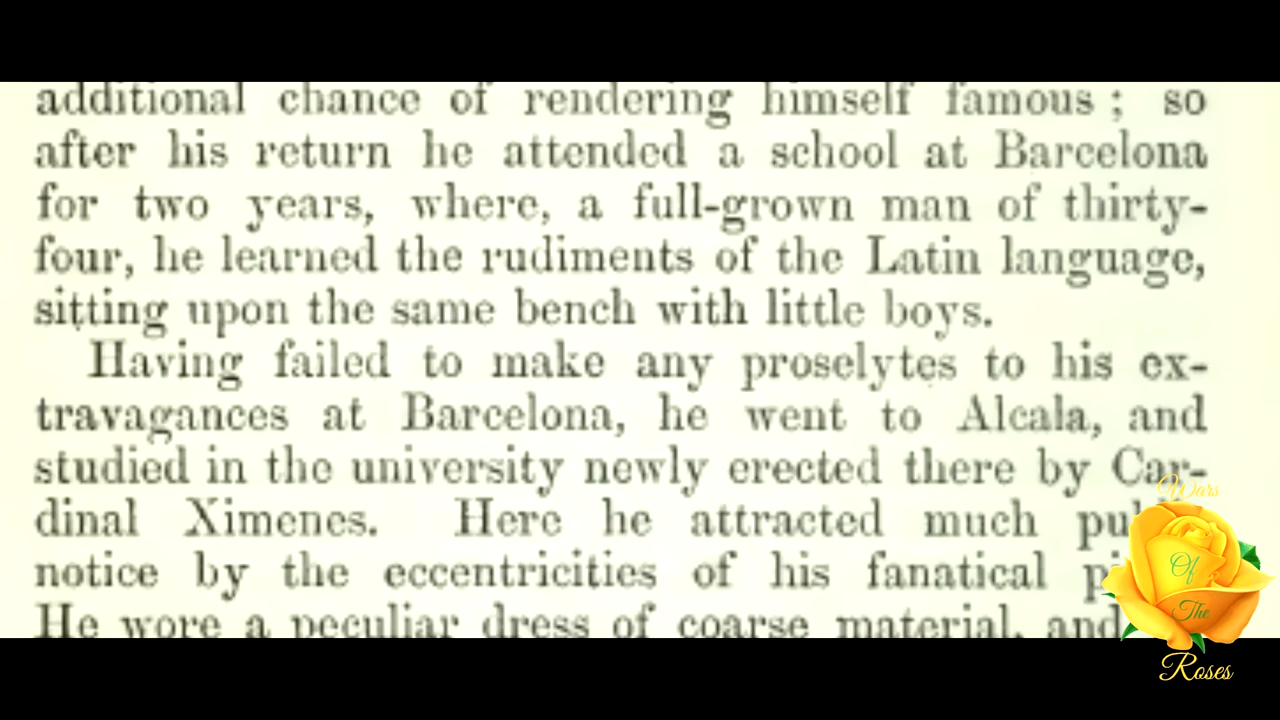 additional chance of rendering himself famous ; so
after his return he attended a school at Barcelona
for two years, where, a full-grown man of thirty-
four, he learned the rudiments of the Latin language,
sitting upon the same bench with little boys.
Having failed to make any proselytes to his ex-
travagances at Barcelona, he went to Alcala, and
studied in the university newly erected there by Car-
dinal Ximenes. Here he attracted much
notice by the eccentricities of his fanatical
He wore a peculiar dress of coarse material, and
Wars
Of
The
Roses